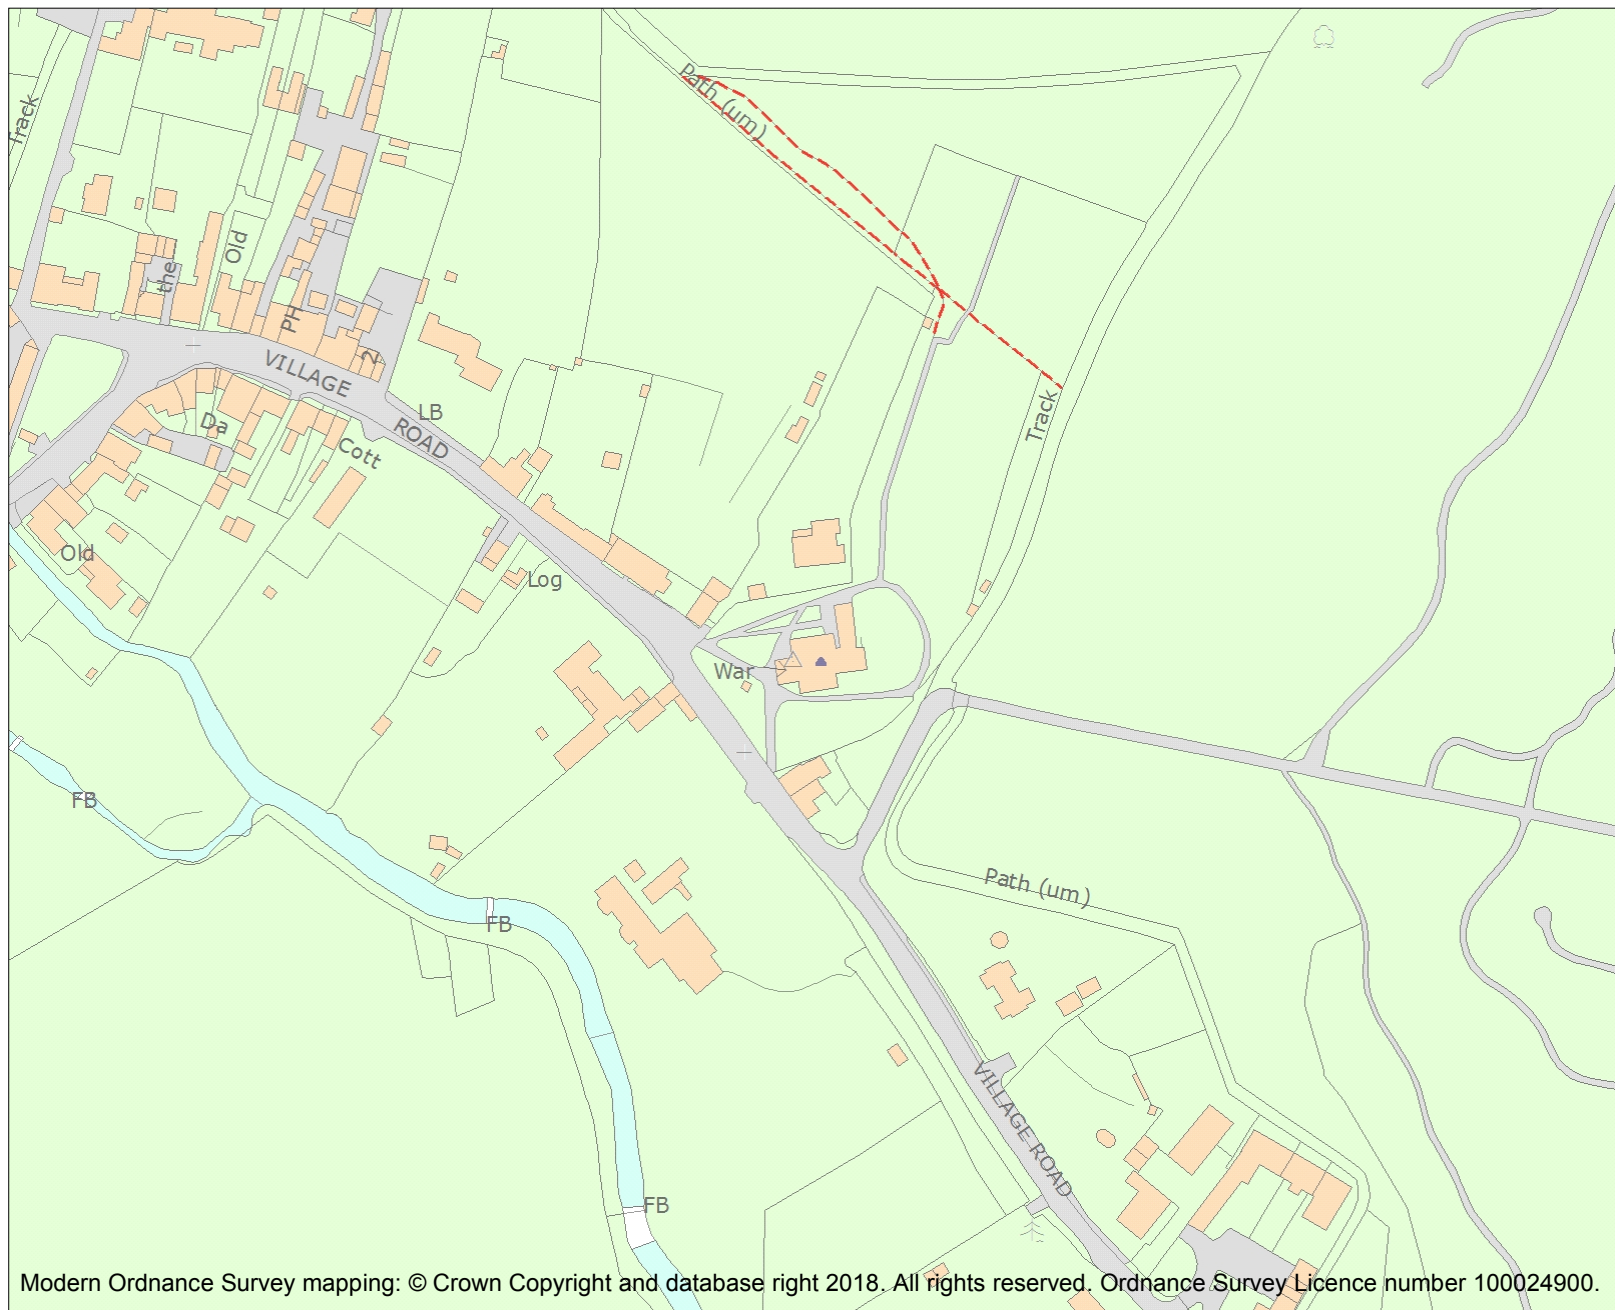 Path (um)
Track
Old
the
PH
2
VILLAGE
ROAD
LB
Da
Cott
Track
Old
Log
War
FB
Path (um)
FB
VILLAGE ROAD
FB
Modern Ordnance Survey mapping: © Crown Copyright and database right 2018. All rights reserved. Ordnance Survey Licence number 100024900.